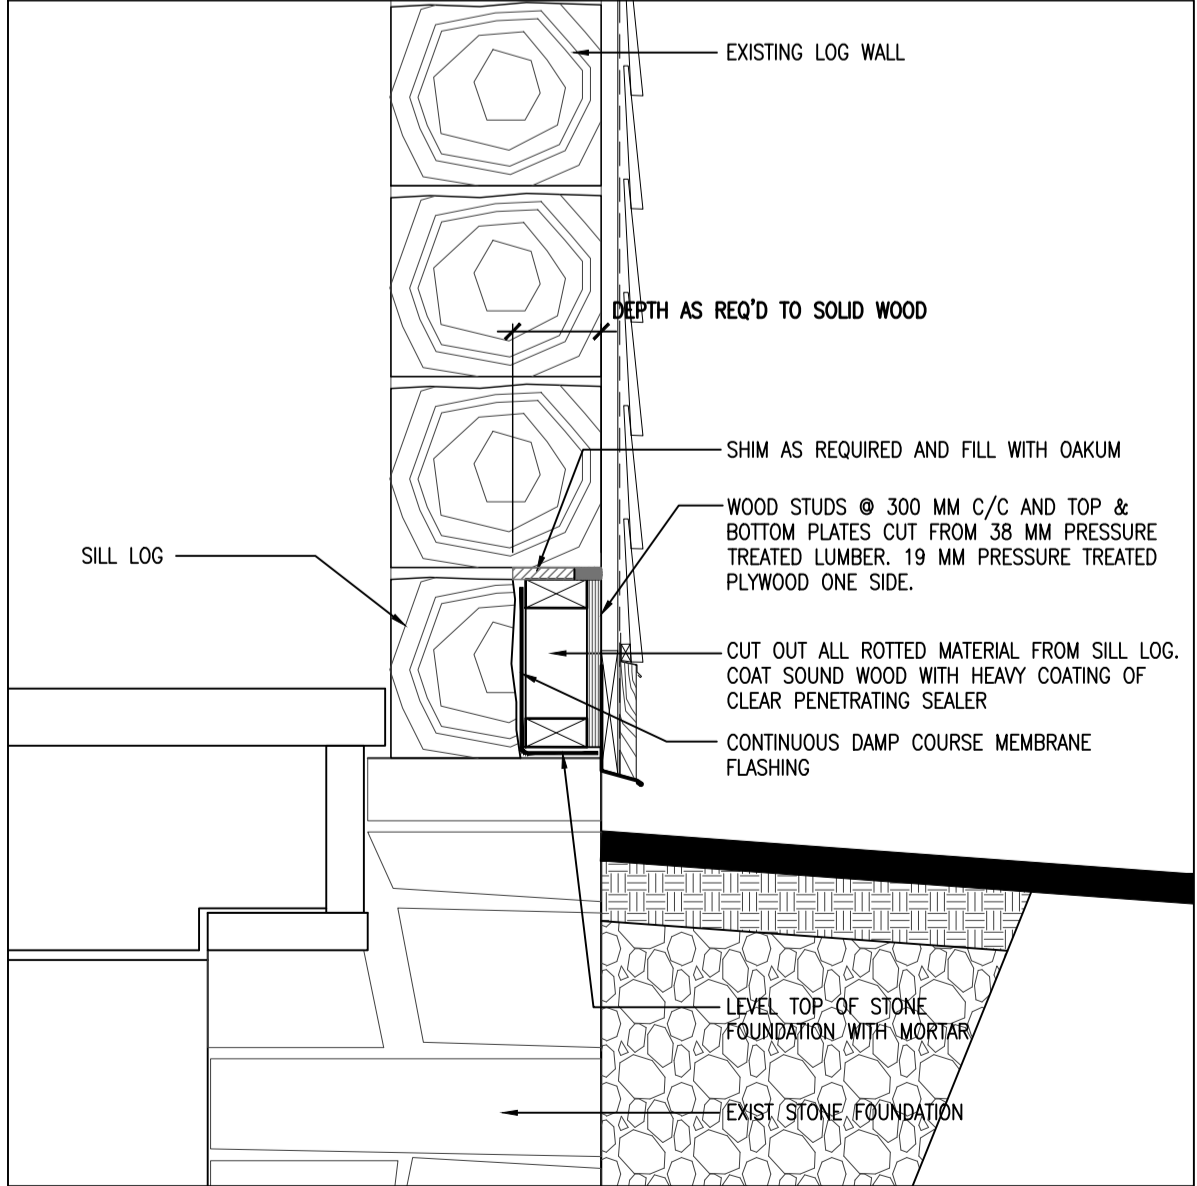 EXISTING LOG WALL
DEPTH AS REQ'D TO SOLID WOOD
SHIM AS REQUIRED AND FILL WITH OAKUM
WOOD STUDS @ 300 MM C/C AND TOP &
BOTTOM PLATES CUT FROM 38 MM PRESSURE
TREATED LUMBER. 19 MM PRESSURE TREATED
PLYWOOD ONE SIDE.
SILL LOG
CUT OUT ALL ROTTED MATERIAL FROM SILL LOG.
COAT SOUND WOOD WITH HEAVY COATING OF
CLEAR PENETRATING SEALER
CONTINUOUS DAMP COURSE MEMBRANE
FLASHING
LEVEL TOP OF STONE
FOUNDATION WITH MORTAR
EXIST STONE FOUNDATION